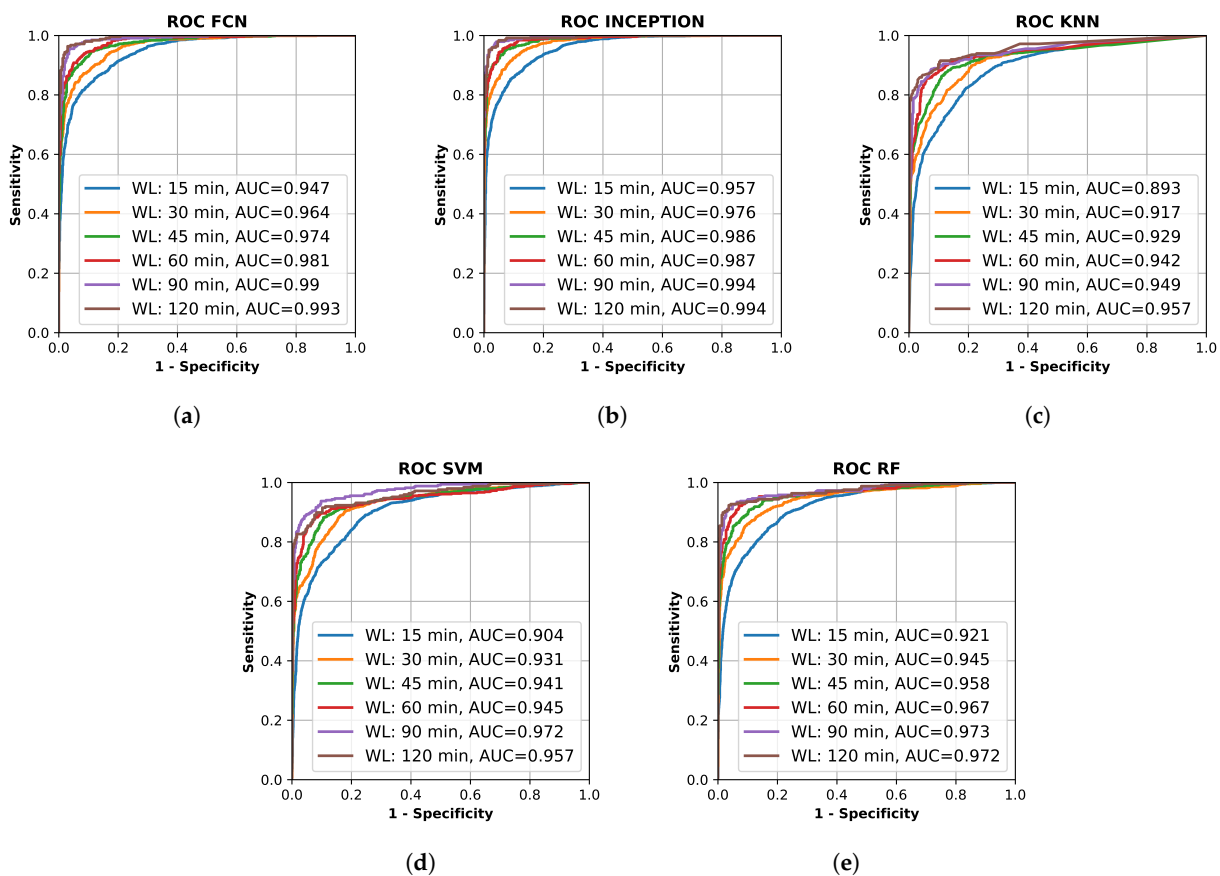 ROC FCN
1.0
0.8
0.6
0.4
0.2
0.0
Sensitivity
WL: 15 min, AUC=0.947
WL: 30 min, AUC=0.964
WL: 45 min, AUC=0.974
WL: 60 min, AUC=0.981
WL: 90 min, AUC=0.99
WL: 120 min, AUC=0.993
0.0 0.2 0.4 0.6 0.8 1.0
1 - Specificity
(a)
ROC INCEPTION
1.0
0.8
0.6
0.4
0.2
0.0
Sensitivity
WL: 15 min, AUC=0.957
WL: 30 min, AUC=0.976
WL: 45 min, AUC=0.986
WL: 60 min, AUC=0.987
WL: 90 min, AUC=0.994
WL: 120 min, AUC=0.994
0.0 0.2 0.4 0.6 0.8 1.0
1 - Specificity
(b)
ROC KNN
1.0
0.8
0.6
0.4
0.2
0.0
Sensitivity
WL: 15 min, AUC=0.893
WL: 30 min, AUC=0.917
WL: 45 min, AUC=0.929
WL: 60 min, AUC=0.942
WL: 90 min, AUC=0.949
WL: 120 min, AUC=0.957
0.0 0.2 0.4 0.6 0.8 1.0
1 - Specificity
(c)
ROC SVM
1.0
0.8
0.6
0.4
0.2
0.0
Sensitivity
WL: 15 min, AUC=0.904
WL: 30 min, AUC=0.931
WL: 45 min, AUC=0.941
WL: 60 min, AUC=0.945
WL: 90 min, AUC=0.972
WL: 120 min, AUC=0.957
0.0 0.2 0.4 0.6 0.8 1.0
1 - Specificity
(d)
ROC RF
1.0
0.8
0.6
0.4
0.2
0.0
Sensitivity
WL: 15 min, AUC=0.921
WL: 30 min, AUC=0.945
WL: 45 min, AUC=0.958
WL: 60 min, AUC=0.967
WL: 90 min, AUC=0.973
WL: 120 min, AUC=0.972
0.0 0.2 0.4 0.6 0.8 1.0
1 - Specificity
(e)